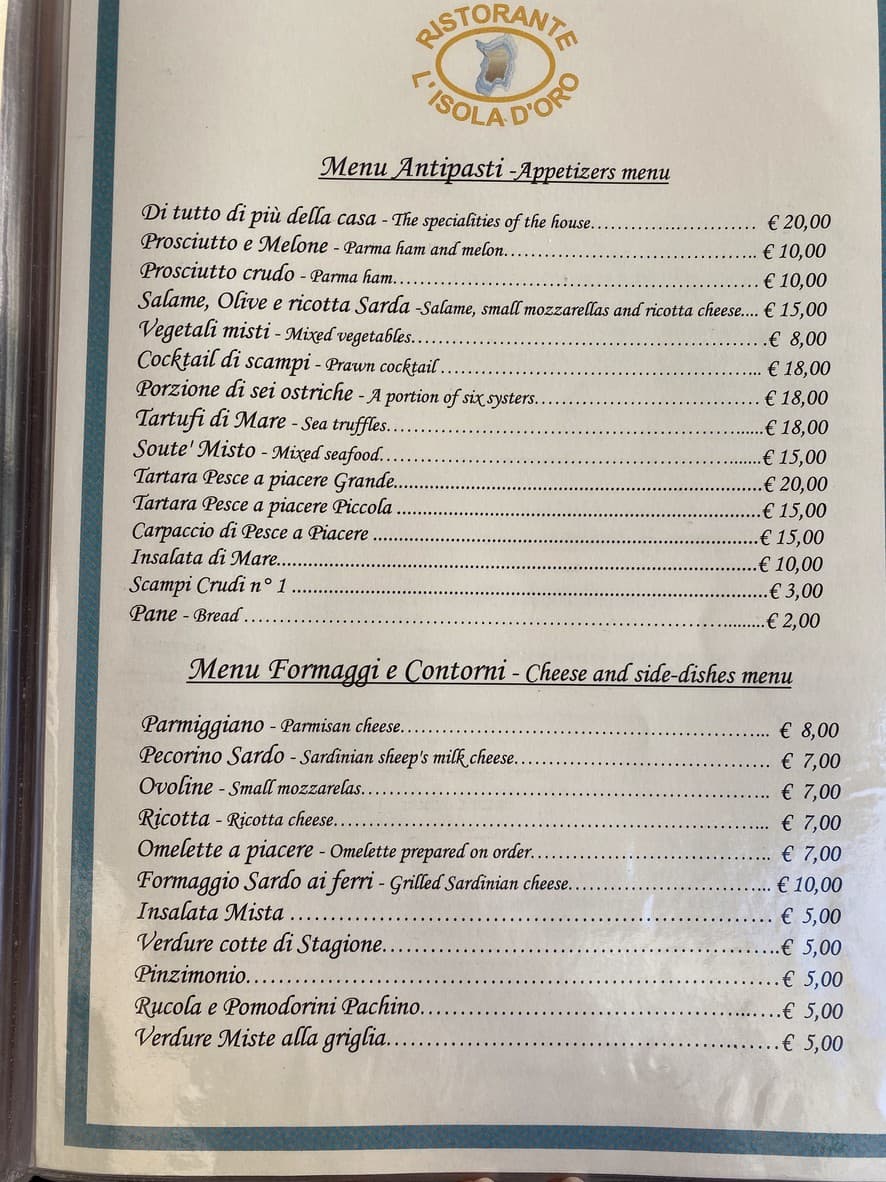 RISTORANTE
L'ISOLA D'ORO
Menu Antipasti -Appetizers menu
Di tutto di più della casa - The specialities of the house.......................... € 20,00
Prosciutto e Melone - Parma ham and melon....................................... € 10,00
Prosciutto crudo - Parma ham....................................................... € 10,00
Salame, Olive e ricotta Sarda -Salame, small mozzarellas and ricotta cheese.... € 15,00
Vegetali misti - Mixed vegetables.....................................................€ 8,00
Cocktail di scampi - Prawn cocktail ................................................ € 18,00
Porzione di sei ostriche - A portion of six systers.................................. € 18,00
Tartufi di Mare - Sea truffles.........................................................€ 18,00
Soute' Misto - Mixed seafood..........................................................€ 15,00
Tartara Pesce a piacere Grande.......................................................€ 20,00
Tartara Pesce a piacere Piccola ......................................................€ 15,00
Carpaccio di Pesce a Piacere .........................................................€ 15,00
Insalata di Mare......................................................................€ 10,00
Scampi Crudi n° 1 ....................................................................€ 3,00
Pane - Bread ..........................................................................€ 2,00
Menu Formaggi e Contorni - Cheese and side-dishes menu
Parmiggiano - Parmisan cheese....................................................... € 8,00
Pecorino Sardo - Sardinian sheep's milk cheese...................................... € 7,00
Ovoline - Small mozzarelas........................................................... € 7,00
Ricotta - Ricotta cheese............................................................... € 7,00
Omelette a piacere - Omelette prepared on order.................................... € 7,00
Formaggio Sardo ai ferri - Grilled Sardinian cheese............................... € 10,00
Insalata Mista ........................................................................ € 5,00
Verdure cotte di Stagione............................................................€ 5,00
Pinzimonio.............................................................................€ 5,00
Rucola e Pomodorini Pachino........................................................€ 5,00
Verdure Miste alla griglia............................................................€ 5,00